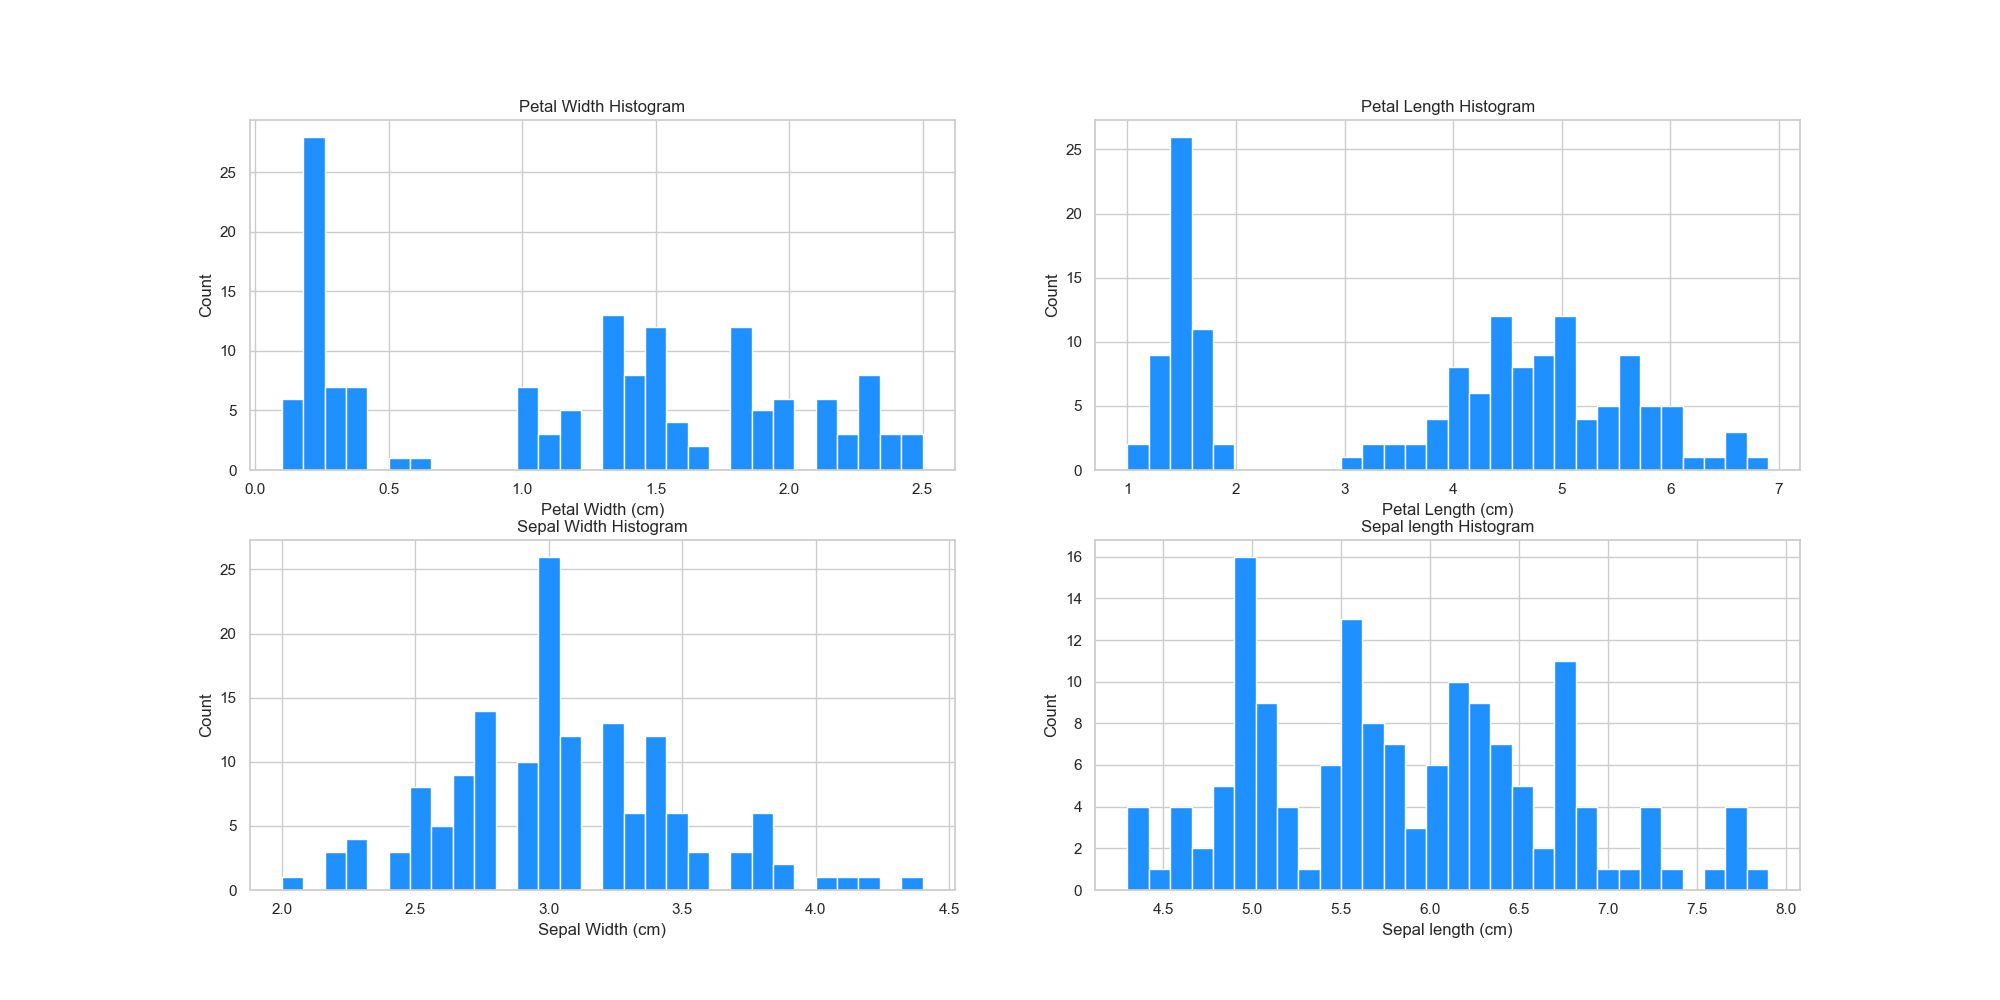 Petal Width Histogram
Count
25
20
15
10
5
0
0.0 0.5 1.0 1.5 2.0 2.5
Petal Width (cm)
Petal Length Histogram
Count
25
20
15
10
5
0
1 2 3 4 5 6 7
Petal Length (cm)
Sepal Width Histogram
Count
25
20
15
10
5
0
2.0 2.5 3.0 3.5 4.0 4.5
Sepal Width (cm)
Sepal length Histogram
Count
16
14
12
10
8
6
4
2
0
4.5 5.0 5.5 6.0 6.5 7.0 7.5 8.0
Sepal length (cm)